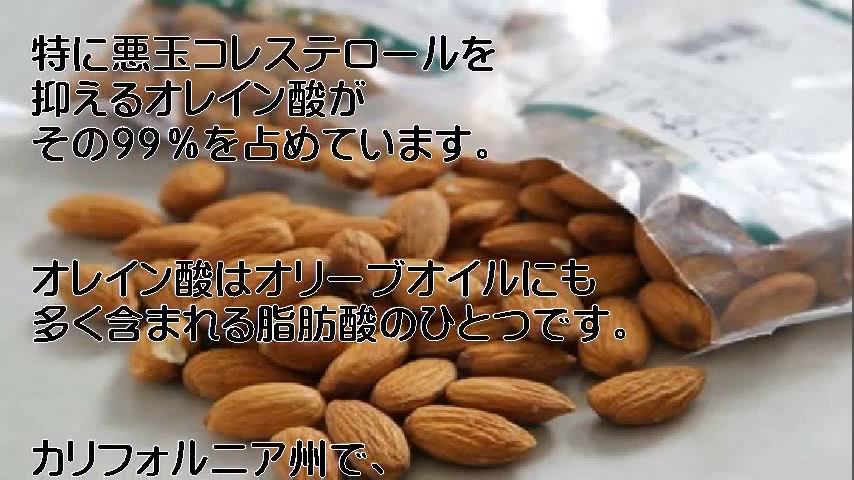 特に悪玉コレステロールを
抑えるオレイン酸が
その99％を占めています。
オレイン酸はオリーブオイルにも
多く含まれる脂肪酸のひとつです。
カリフォルニア州で、